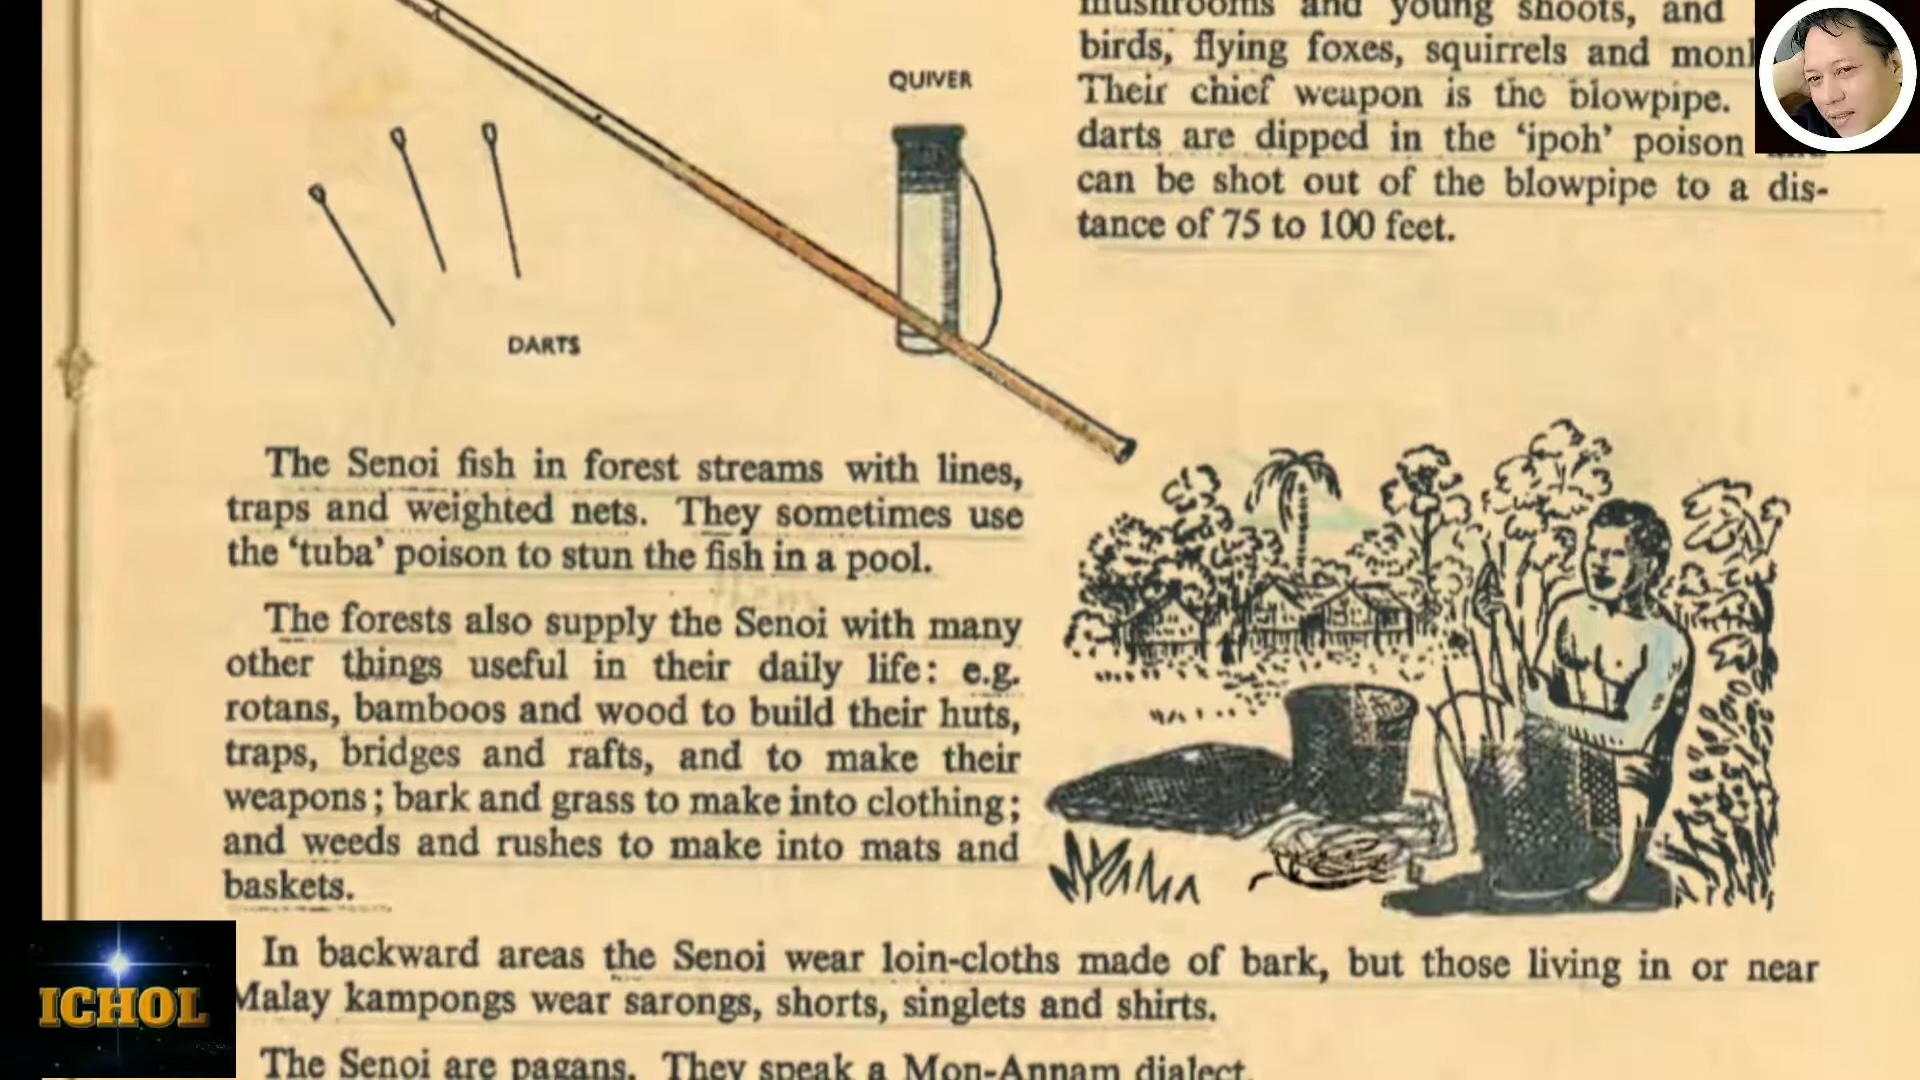 mushrooms and young shoots, and
birds, flying foxes, squirrels and
Their chief weapon is the blowpipe.
darts are dipped in the ‘ipoh’ poison
can be shot out of the blowpipe to a dis-
tance of 75 to 100 feet.
QUIVER
DARTS
The Senoi fish in forest streams with lines,
traps and weighted nets. They sometimes use
the ‘tuba’ poison to stun the fish in a pool.
The forests also supply the Senoi with many
other things useful in their daily life: e.g.
rotans, bamboos and wood to build their huts,
traps, bridges and rafts, and to make their
weapons; bark and grass to make into clothing;
and weeds and rushes to make into mats and
baskets.
In backward areas the Senoi wear loin-cloths made of bark, but those living in or near
Malay kampongs wear sarongs, shorts, singlets and shirts.
The Senoi are pagans. They speak a Mon-Annam dialect.
ICHOL